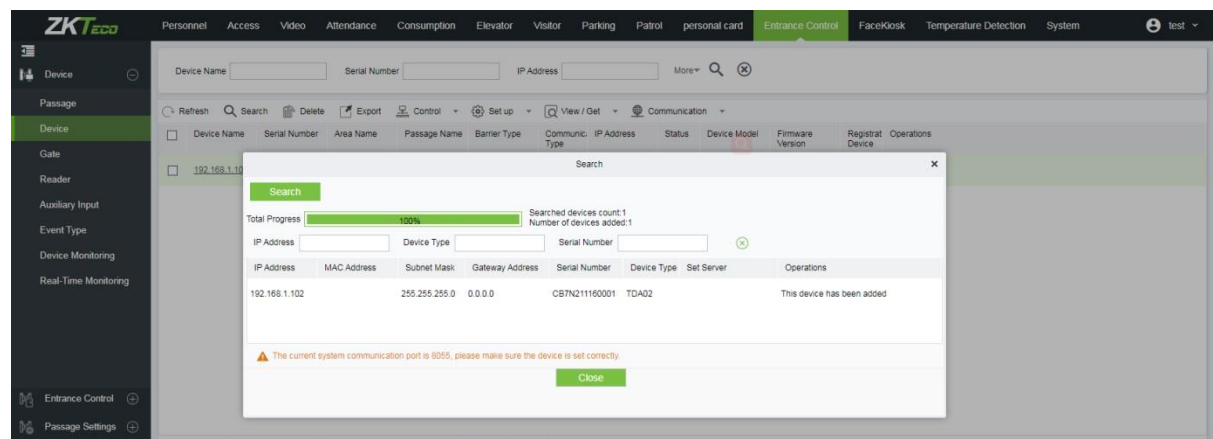 ZKTECO Personnel Access Video Attendance Consumption Elevator Visitor Parking Patrol personal card Entrance Control FaceKiosk Temperature Detection System test
Device
Passage
Device
Gate
Reader
Auxiliary Input
Event Type
Device Monitoring
Real-Time Monitoring
Entrance Control
Passage Settings
Device Name Serial Number IP Address More
Refresh Search Delete Export Control Set up View / Get Communication
Device Name Serial Number Area Name Passage Name Barrier Type Communic. Type IP Address Status Device Model Firmware Version Registrat Device Operations
192.168.1.10
Search
Search
Total Progress 100% Searched devices count:1
Number of devices added:1
IP Address Device Type Serial Number
IP Address MAC Address Subnet Mask Gateway Address Serial Number Device Type Set Server Operations
192.168.1.102 255.255.255.0 0.0.0.0 CB7N211160001 TDA02 This device has been added
The current system communication port is 8055, please make sure the device is set correctly.
Close